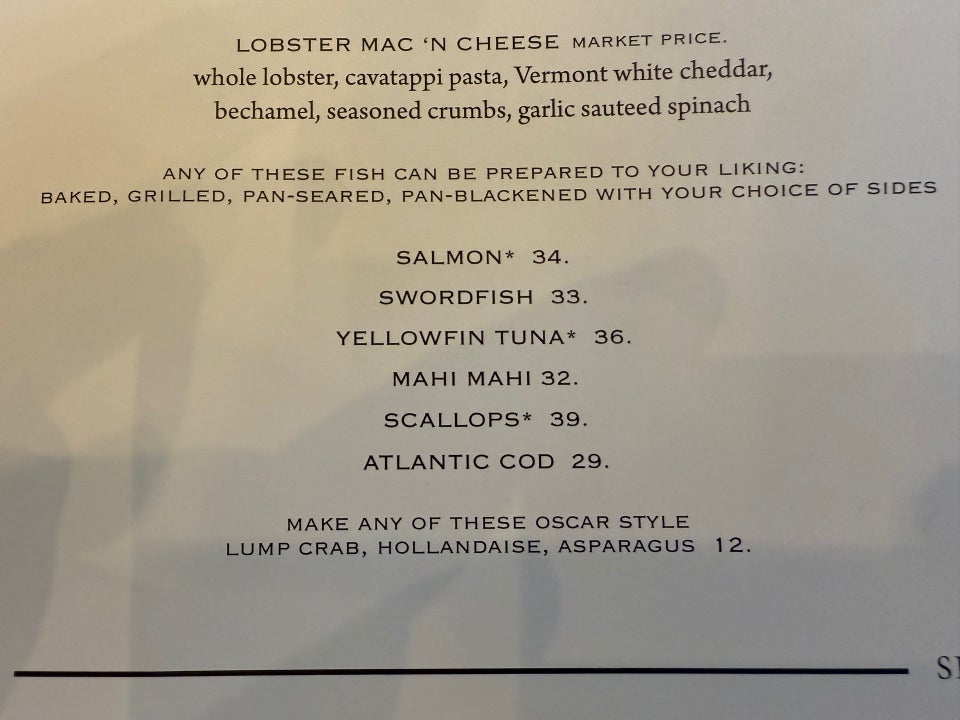 LOBSTER MAC ‘N CHEESE MARKET PRICE.
whole lobster, cavatappi pasta, Vermont white cheddar,
bechamel, seasoned crumbs, garlic sauteed spinach
ANY OF THESE FISH CAN BE PREPARED TO YOUR LIKING:
BAKED, GRILLED, PAN-SEARED, PAN-BLACKENED WITH YOUR CHOICE OF SIDES
SALMON* 34.
SWORDFISH 33.
YELLOWFIN TUNA* 36.
MAHI MAHI 32.
SCALLOPS* 39.
ATLANTIC COD 29.
MAKE ANY OF THESE OSCAR STYLE
LUMP CRAB, HOLLANDAISE, ASPARAGUS 12.